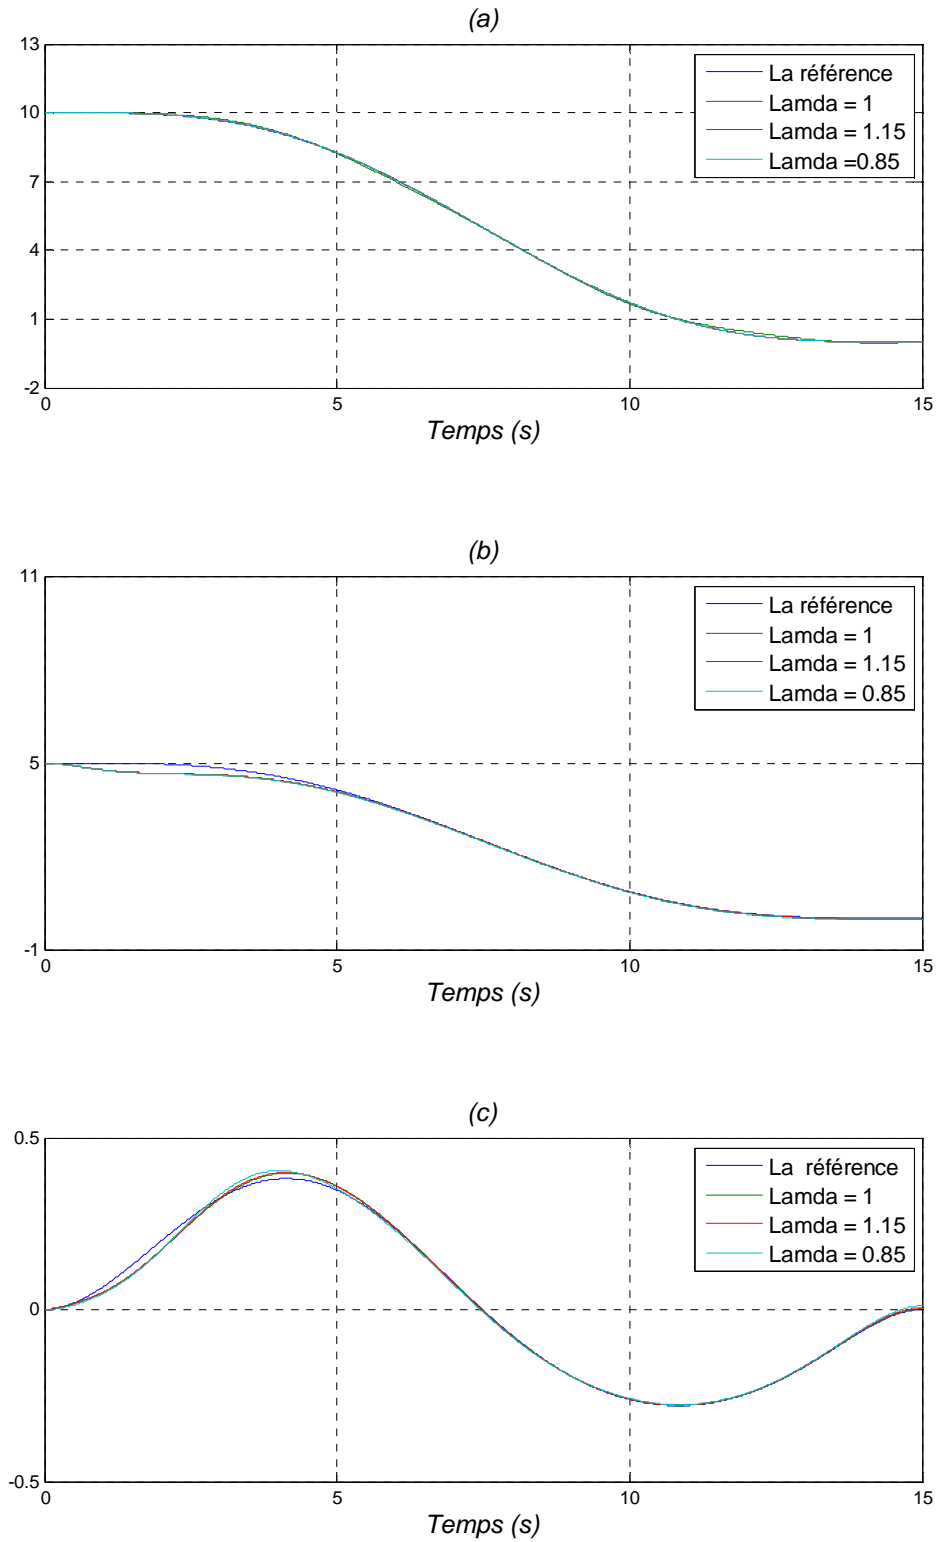 (a)
13
10
7
4
1
-2
0
5
10
15
Temps (s)
La référence
Lamda = 1
Lamda = 1.15
Lamda =0.85
(b)
11
5
-1
0
5
10
15
Temps (s)
La référence
Lamda = 1
Lamda = 1.15
Lamda = 0.85
(c)
0.5
0
-0.5
0
5
10
15
Temps (s)
La référence
Lamda = 1
Lamda = 1.15
Lamda = 0.85